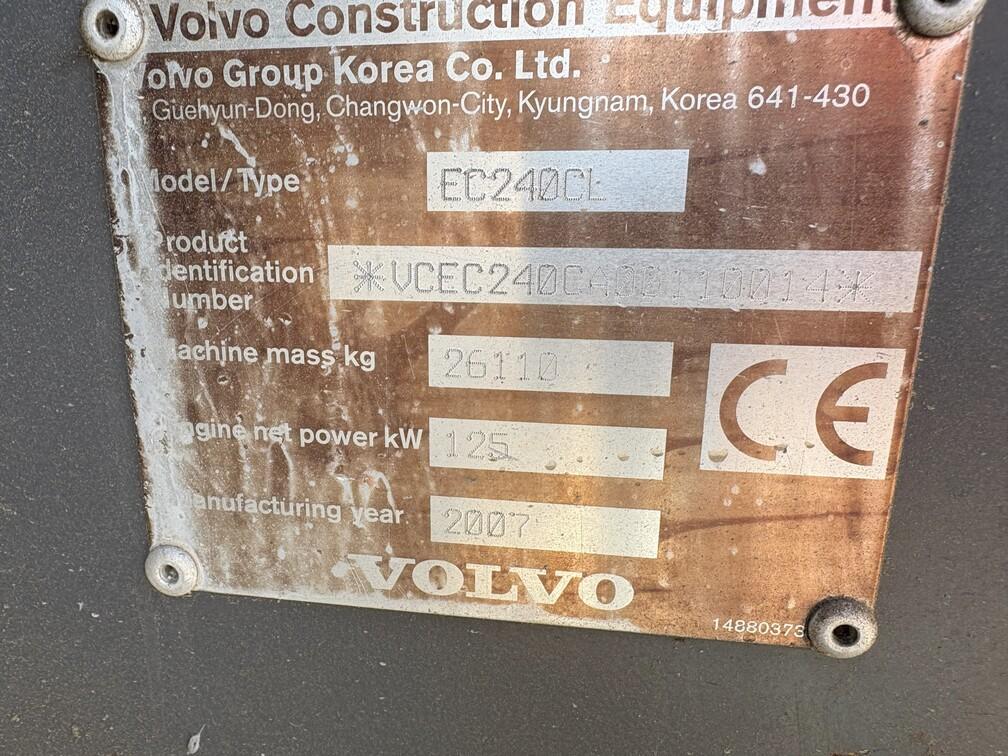 Volvo Construction Equipment
olvo Group Korea Co. Ltd.
Guehyun-Dong, Changwon-City, Kyungnam, Korea 641-430
Model/Type EC240CL
Product
Identification
Number *VCEC240CA00110014*
Machine mass kg 26110
Engine net power kW 125
Manufacturing year 2007
CE
VOLVO
14880373